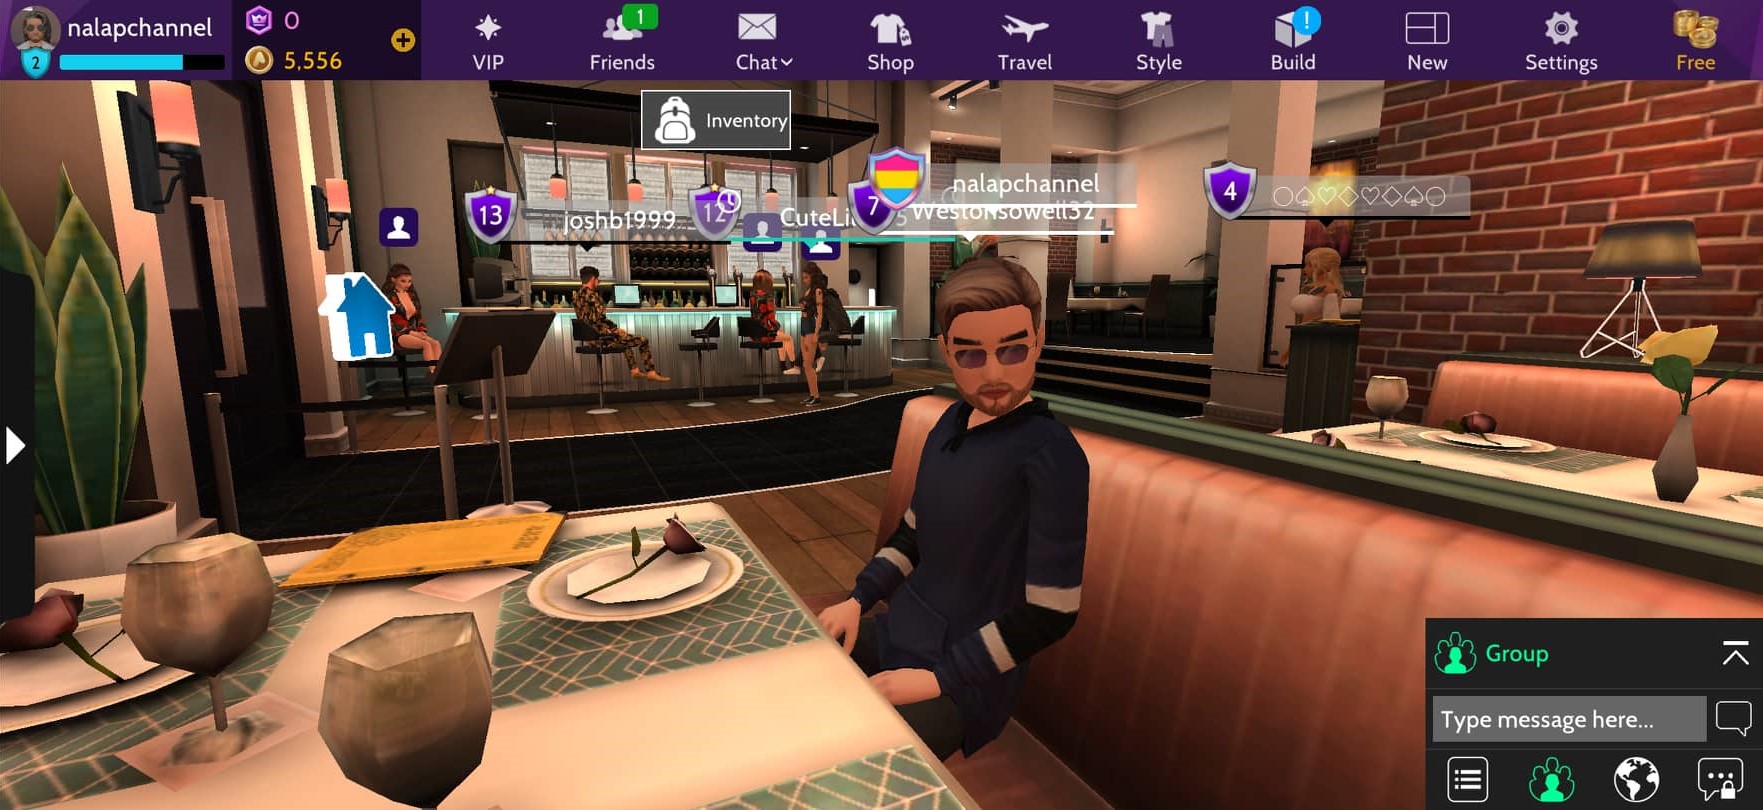 nalapchannel
2
0
5,556
VIP
1
Friends
Chat
Shop
Travel
Style
!
Build
New
Settings
Free
Inventory
nalapchannel
13
joshb1999
12
CuteLi
7
5
Westonsowell32
4
○♤♡◇♡◇♤○
Group
Type message here...